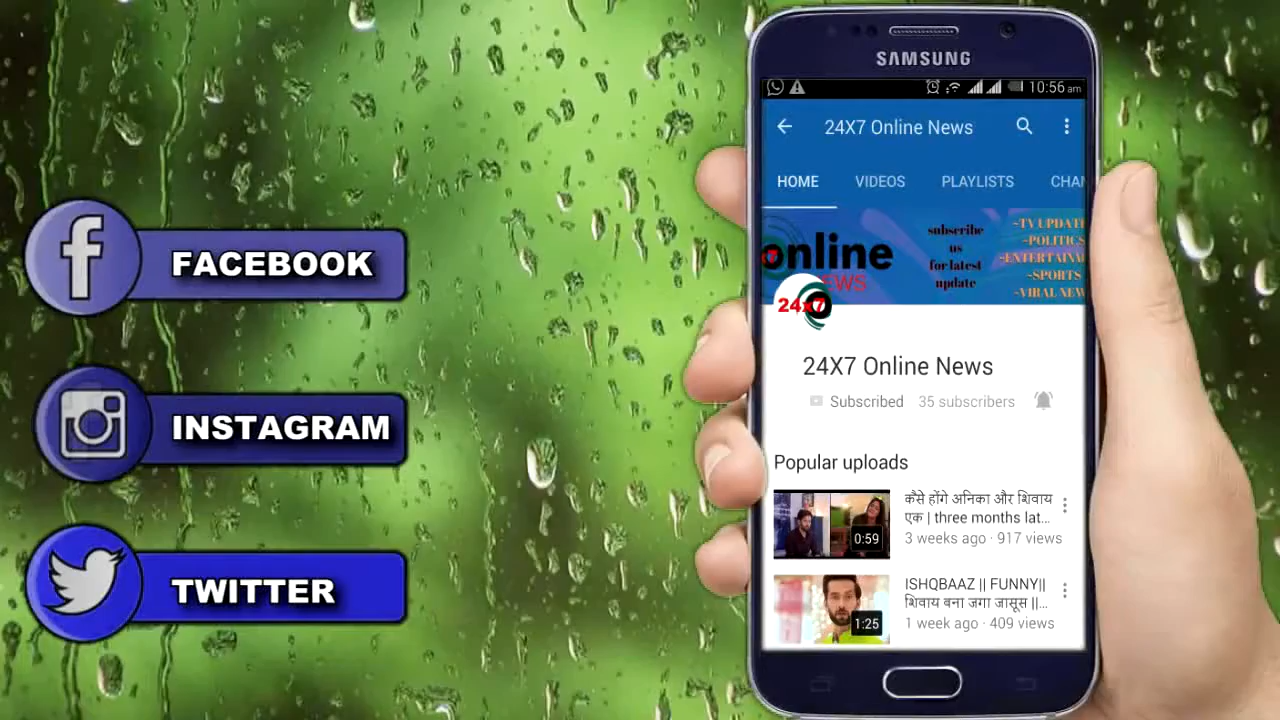 FACEBOOK
INSTAGRAM
TWITTER
SAMSUNG
10:56 am
24X7 Online News
HOME VIDEOS PLAYLISTS CHAN
online
NEWS
subscribe
us
for latest
update
~TV UPDATE
~POLITICS
~ENTERTAINM
~SPORTS
~VIRAL NEW
24x7
24X7 Online News
Subscribed 35 subscribers
Popular uploads
कैसे होंगे अनिका और शिवाय
एक | three months lat...
3 weeks ago · 917 views
0:59
ISHQBAAZ || FUNNY||
शिवाय बना जगा जासूस ||...
1 week ago · 409 views
1:25